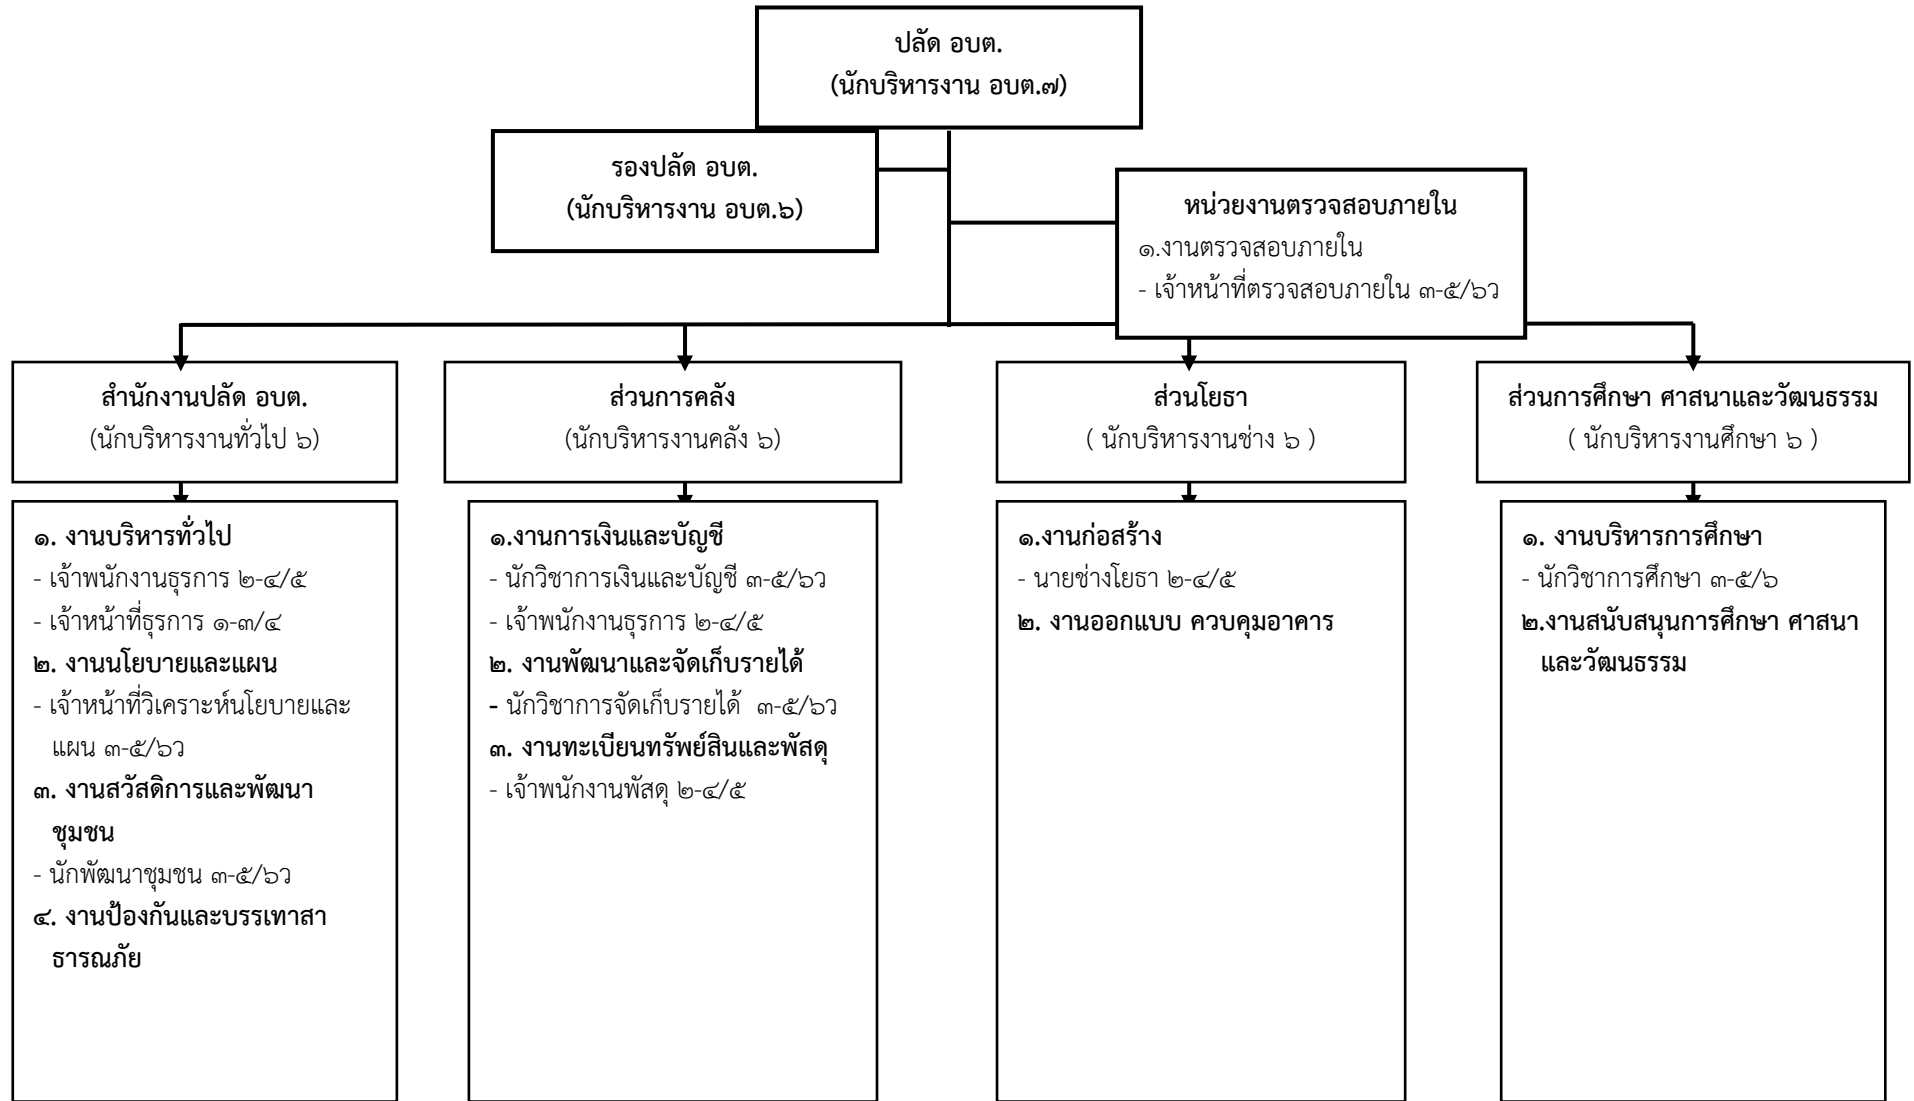 ปลัด อบต.
(นักบริหารงาน อบต.๗)
รองปลัด อบต.
(นักบริหารงาน อบต.๖)
หน่วยงานตรวจสอบภายใน
๑.งานตรวจสอบภายใน
- เจ้าหน้าที่ตรวจสอบภายใน ๓-๕/๖ว
สำนักงานปลัด อบต.
(นักบริหารงานทั่วไป ๖)
ส่วนการคลัง
(นักบริหารงานคลัง ๖)
ส่วนโยธา
( นักบริหารงานช่าง ๖ )
ส่วนการศึกษา ศาสนาและวัฒนธรรม
( นักบริหารงานศึกษา ๖ )
๑. งานบริหารทั่วไป
- เจ้าพนักงานธุรการ ๒-๔/๕
- เจ้าหน้าที่ธุรการ ๑-๓/๔
๒. งานนโยบายและแผน
- เจ้าหน้าที่วิเคราะห์นโยบายและ
แผน ๓-๕/๖ว
๓. งานสวัสดิการและพัฒนา
ชุมชน
- นักพัฒนาชุมชน ๓-๕/๖ว
๔. งานป้องกันและบรรเทาสา
ธารณภัย
๑.งานการเงินและบัญชี
- นักวิชาการเงินและบัญชี ๓-๕/๖ว
- เจ้าพนักงานธุรการ ๒-๔/๕
๒. งานพัฒนาและจัดเก็บรายได้
- นักวิชาการจัดเก็บรายได้ ๓-๕/๖ว
๓. งานทะเบียนทรัพย์สินและพัสดุ
- เจ้าพนักงานพัสดุ ๒-๔/๕
๑.งานก่อสร้าง
- นายช่างโยธา ๒-๔/๕
๒. งานออกแบบ ควบคุมอาคาร
๑. งานบริหารการศึกษา
- นักวิชาการศึกษา ๓-๕/๖
๒.งานสนับสนุนการศึกษา ศาสนา
และวัฒนธรรม